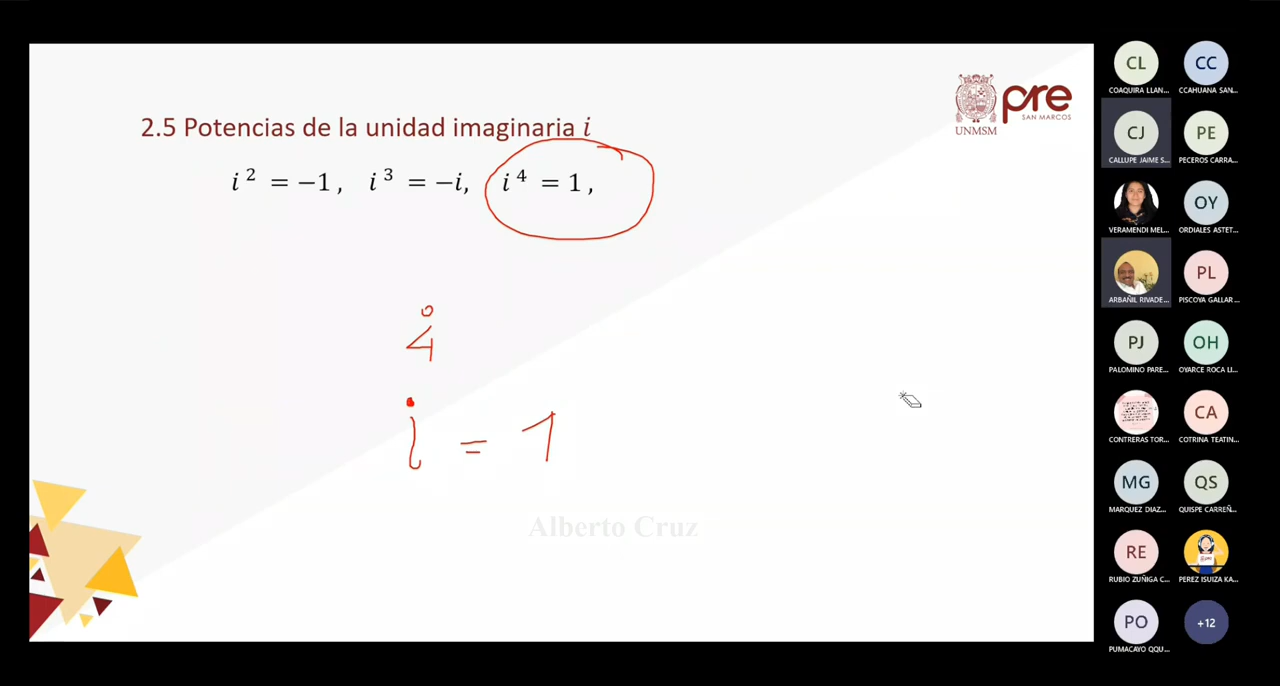 2.5 Potencias de la unidad imaginaria i
i² = −1, i³ = −i, i⁴ = 1,
4̊
i = 1
Alberto Cruz
UNMSM
pre
SAN MARCOS
CL CC
COAQUIRA LLAN... CCAHUANA SAN...
CJ PE
CALLUPE JAIME S... PECEROS CARRA...
OY
VERAMENDI MEL... ORDIALES ASTET...
PL
ARBAÑIL RIVADE... PISCOYA GALLAR...
PJ OH
PALOMINO PARE... OYARCE ROCA LI...
CA
CONTRERAS TOR... COTRINA TEATIN...
MG QS
MARQUEZ DIAZ... QUISPE CARREÑ...
RE
RUBIO ZUÑIGA C... PEREZ ISUIZA KA...
PO +12
PUMACAYO QQU...